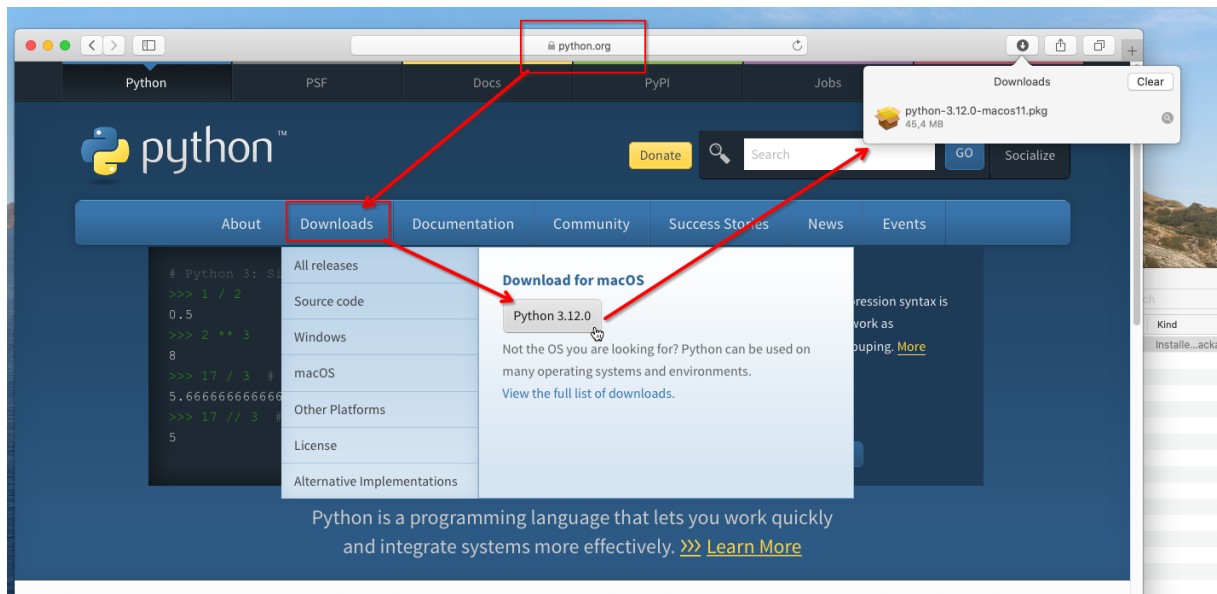 python.org
Python
PSF
Docs
PyPI
Jobs
Downloads
Clear
python-3.12.0-macos11.pkg
45,4 MB
python™
Donate
Search
GO
Socialize
About
Downloads
Documentation
Community
Success Stories
News
Events
All releases
Source code
Windows
macOS
Other Platforms
License
Alternative Implementations
Download for macOS
Python 3.12.0
Not the OS you are looking for? Python can be used on
many operating systems and environments.
View the full list of downloads.
# Python 3: Si
>>> 1 / 2
0.5
>>> 2 ** 3
8
>>> 17 / 3 #
5.666666666666
>>> 17 // 3 #
5
ression syntax is
work as
ouping. More
Kind
Installe...acka
Python is a programming language that lets you work quickly
and integrate systems more effectively. >>> Learn More